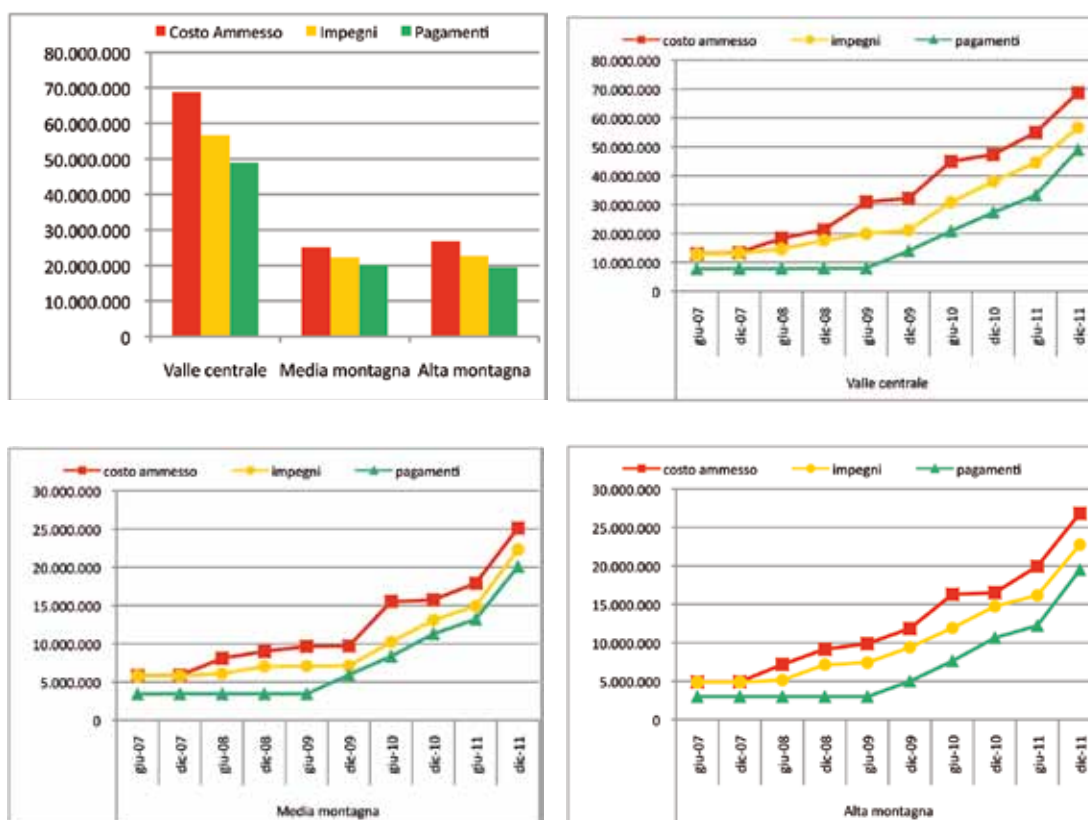 Costo Ammesso Impegni Pagamenti
80.000.000
70.000.000
60.000.000
50.000.000
40.000.000
30.000.000
20.000.000
10.000.000
0
Valle centrale Media montagna Alta montagna
costo ammesso impegni pagamenti
80.000.000
70.000.000
60.000.000
50.000.000
40.000.000
30.000.000
20.000.000
10.000.000
0
giu-07 dic-07 giu-08 dic-08 giu-09 dic-09 giu-10 dic-10 giu-11 dic-11
Valle centrale
costo ammesso impegni pagamenti
30.000.000
25.000.000
20.000.000
15.000.000
10.000.000
5.000.000
0
giu-07 dic-07 giu-08 dic-08 giu-09 dic-09 giu-10 dic-10 giu-11 dic-11
Media montagna
costo ammesso impegni pagamenti
30.000.000
25.000.000
20.000.000
15.000.000
10.000.000
5.000.000
0
giu-07 dic-07 giu-08 dic-08 giu-09 dic-09 giu-10 dic-10 giu-11 dic-11
Alta montagna